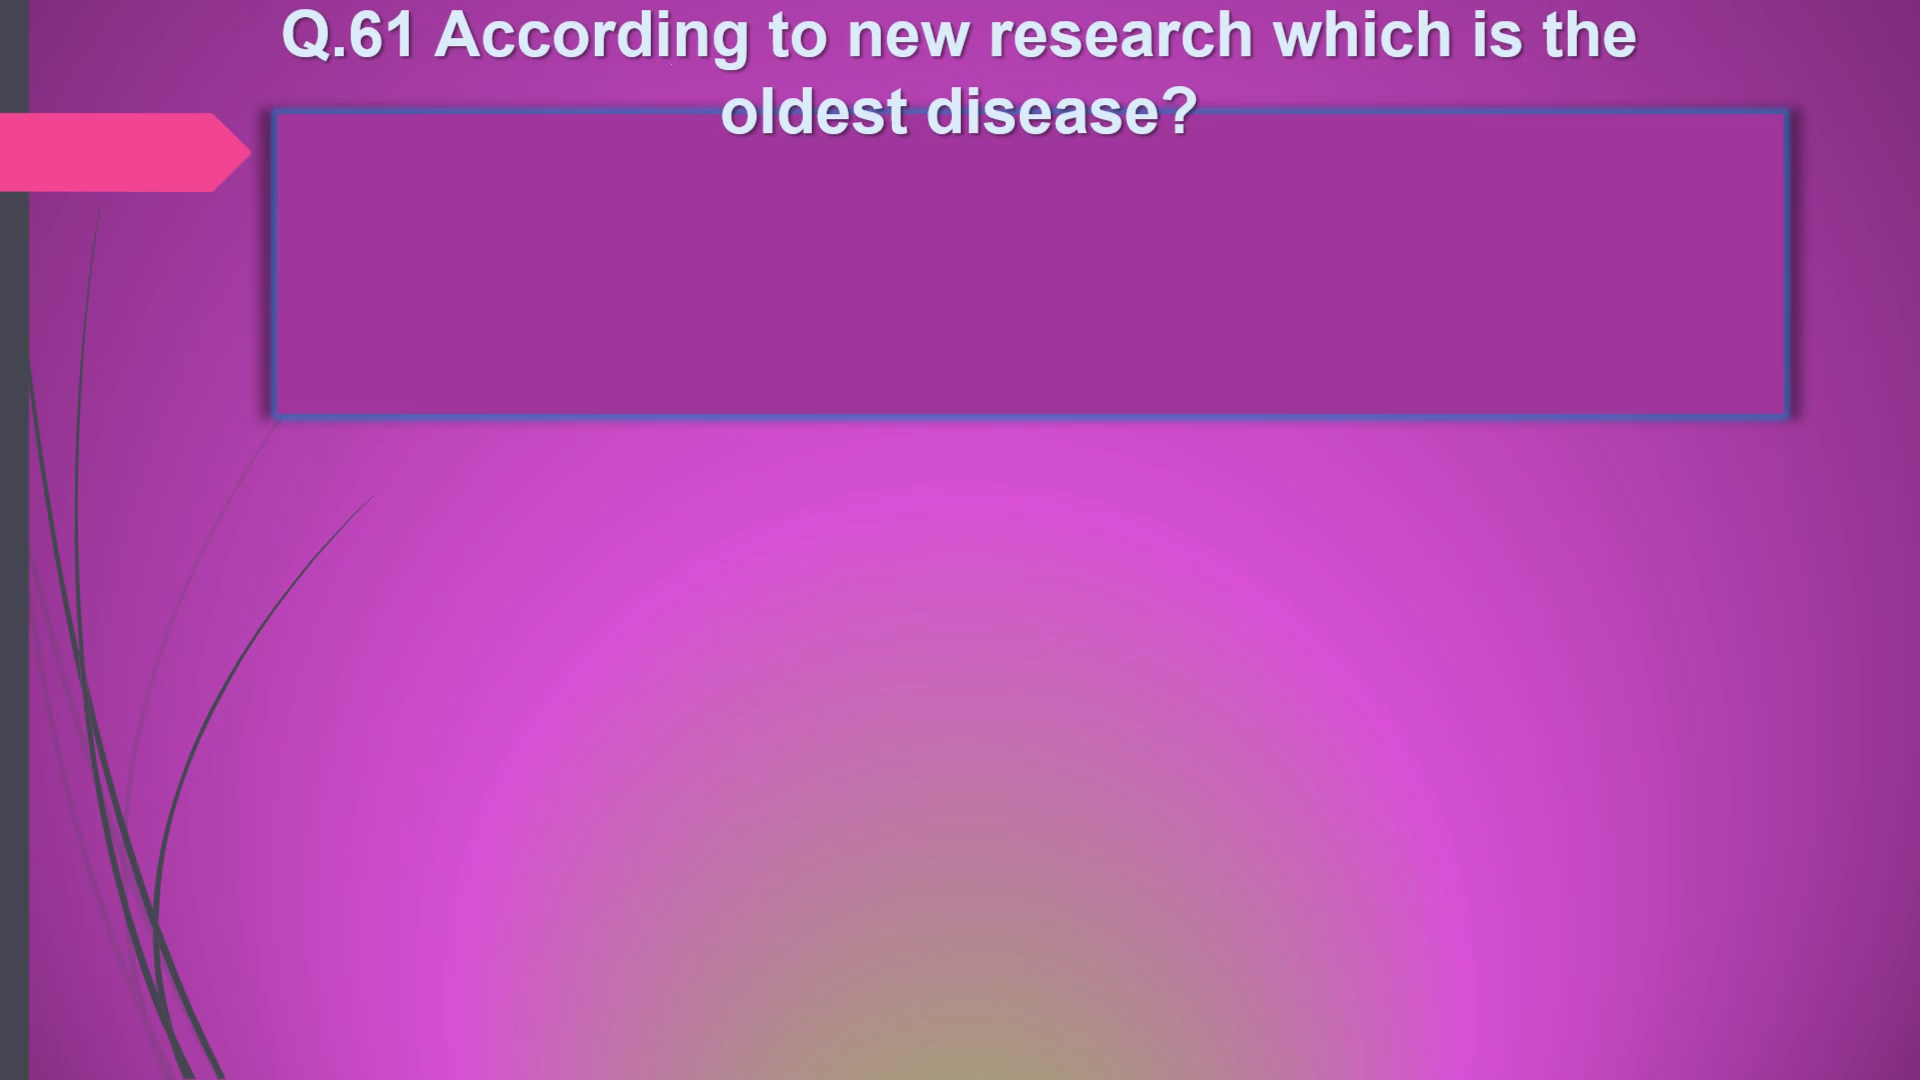 Q.61 According to new research which is the
oldest disease?